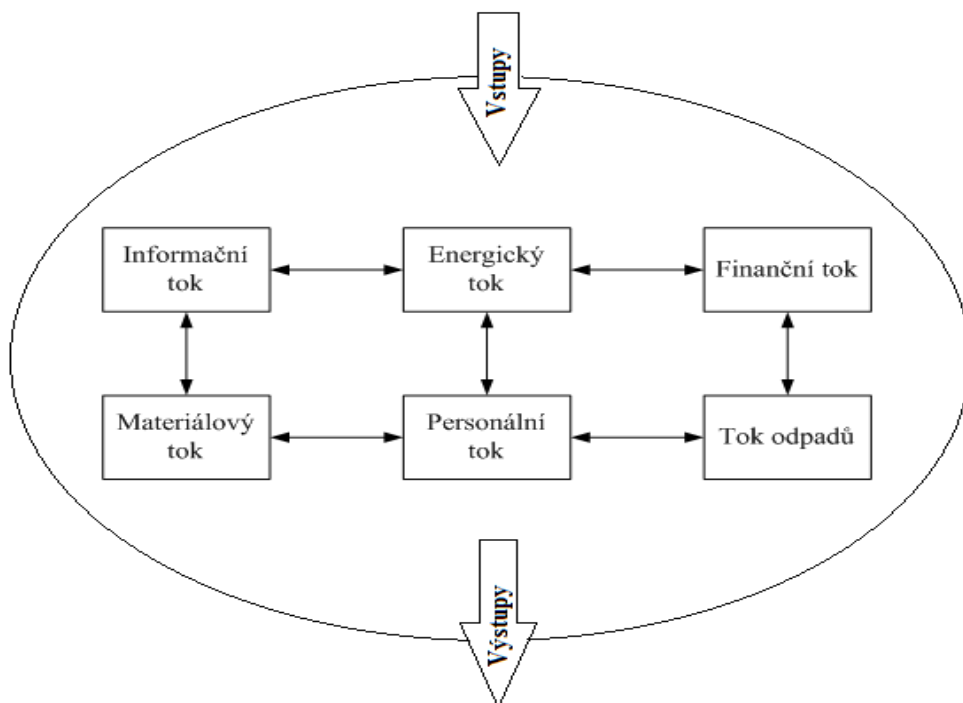 Vstupy
Informační
tok
Energický
tok
Finanční tok
Materiálový
tok
Personální
tok
Tok odpadů
Výstupy